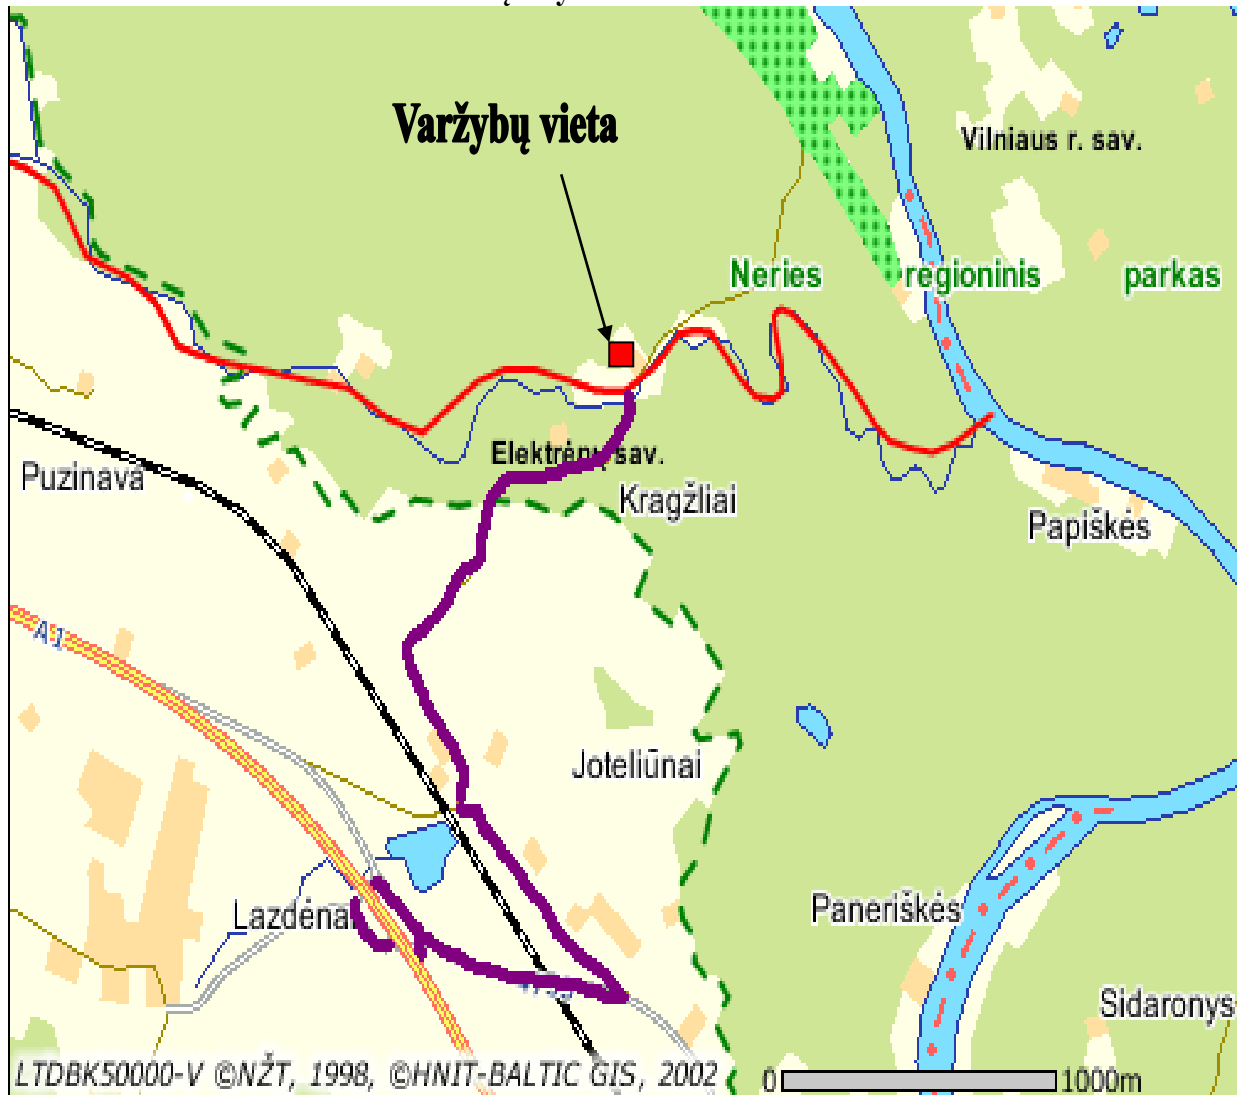 Varžybų vieta
Vilniaus r. sav.
Neries regioninis parkas
Elektrėnų sav.
Puzinava
Kragžliai
Papiškės
A1
Joteliūnai
Lazdėnai
Paneriškės
Sidaronys
LTDBK50000-V ©NŽT, 1998, ©HNIT-BALTIC GIS, 2002
0 1000m